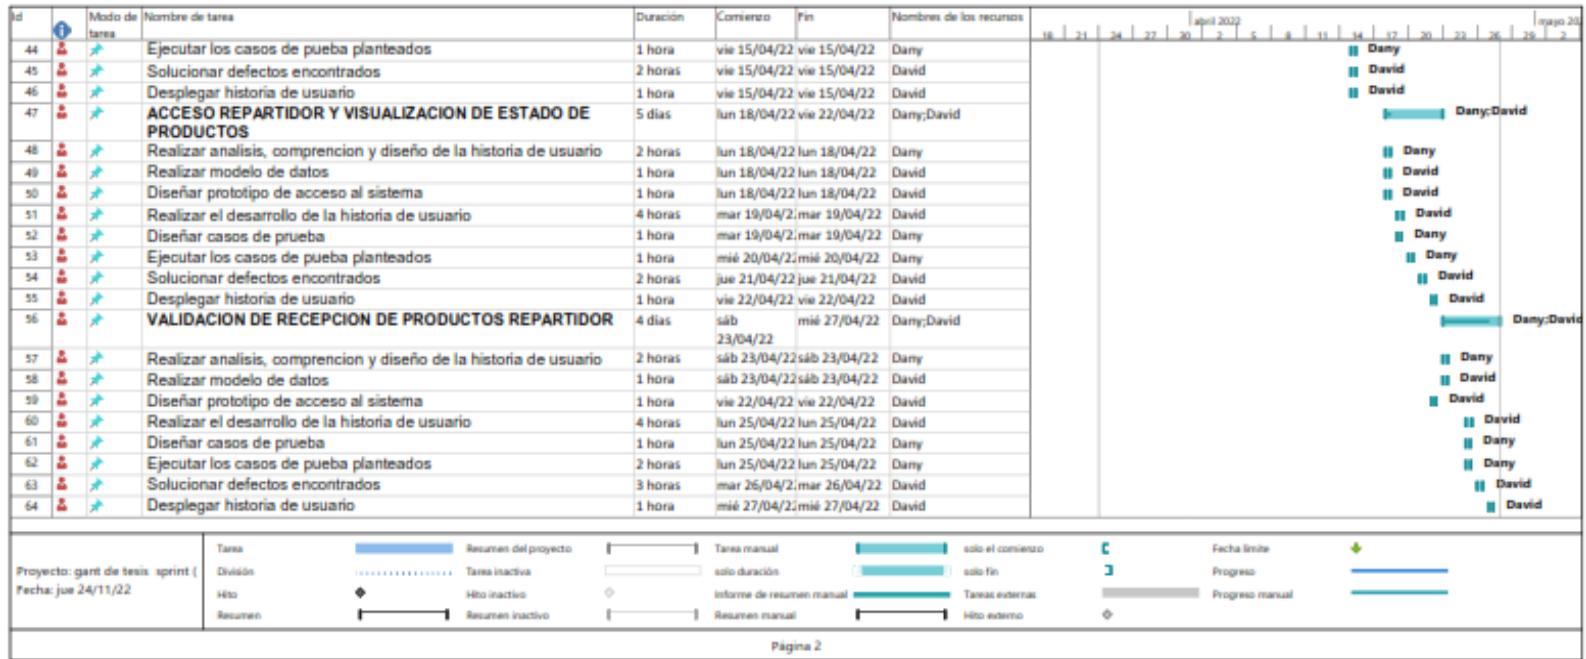 Id Modo de tarea Nombre de tarea Duración Comienzo Fin Nombres de los recursos
abril 2022 mayo 202
18 21 24 27 30 2 5 8 11 14 17 20 23 26 29 2
44 Ejecutar los casos de pueba planteados 1 hora vie 15/04/22 vie 15/04/22 Dany Dany
45 Solucionar defectos encontrados 2 horas vie 15/04/22 vie 15/04/22 David David
46 Desplegar historia de usuario 1 hora vie 15/04/22 vie 15/04/22 David David
47 ACCESO REPARTIDOR Y VISUALIZACION DE ESTADO DE 5 días lun 18/04/22 vie 22/04/22 Dany;David Dany;David
PRODUCTOS
48 Realizar analisis, comprencion y diseño de la historia de usuario 2 horas lun 18/04/22 lun 18/04/22 Dany Dany
49 Realizar modelo de datos 1 hora lun 18/04/22 lun 18/04/22 David David
50 Diseñar prototipo de acceso al sistema 1 hora lun 18/04/22 lun 18/04/22 David David
51 Realizar el desarrollo de la historia de usuario 4 horas mar 19/04/2 mar 19/04/22 David David
52 Diseñar casos de prueba 1 hora mar 19/04/2 mar 19/04/22 Dany Dany
53 Ejecutar los casos de pueba planteados 1 hora mié 20/04/22 mié 20/04/22 Dany Dany
54 Solucionar defectos encontrados 2 horas jue 21/04/22 jue 21/04/22 David David
55 Desplegar historia de usuario 1 hora vie 22/04/22 vie 22/04/22 David David
56 VALIDACION DE RECEPCION DE PRODUCTOS REPARTIDOR 4 días sáb mié 27/04/22 Dany;David Dany;David
23/04/22
57 Realizar analisis, comprencion y diseño de la historia de usuario 2 horas sáb 23/04/22 sáb 23/04/22 Dany Dany
58 Realizar modelo de datos 1 hora sáb 23/04/22 sáb 23/04/22 David David
59 Diseñar prototipo de acceso al sistema 1 hora vie 22/04/22 vie 22/04/22 David David
60 Realizar el desarrollo de la historia de usuario 4 horas lun 25/04/22 lun 25/04/22 David David
61 Diseñar casos de prueba 1 hora lun 25/04/22 lun 25/04/22 Dany Dany
62 Ejecutar los casos de pueba planteados 2 horas lun 25/04/22 lun 25/04/22 Dany Dany
63 Solucionar defectos encontrados 3 horas mar 26/04/2 mar 26/04/22 David David
64 Desplegar historia de usuario 1 hora mié 27/04/22 mié 27/04/22 David David
Proyecto: gant de tesis sprint (
Fecha: jue 24/11/22
Tarea Resumen del proyecto Tarea manual solo el comienzo Fecha límite
División Tarea inactiva solo duración solo fin Progreso
Hito Hito inactivo Informe de resumen manual Tareas externas Progreso manual
Resumen Resumen inactivo Resumen manual Hito externo
Página 2